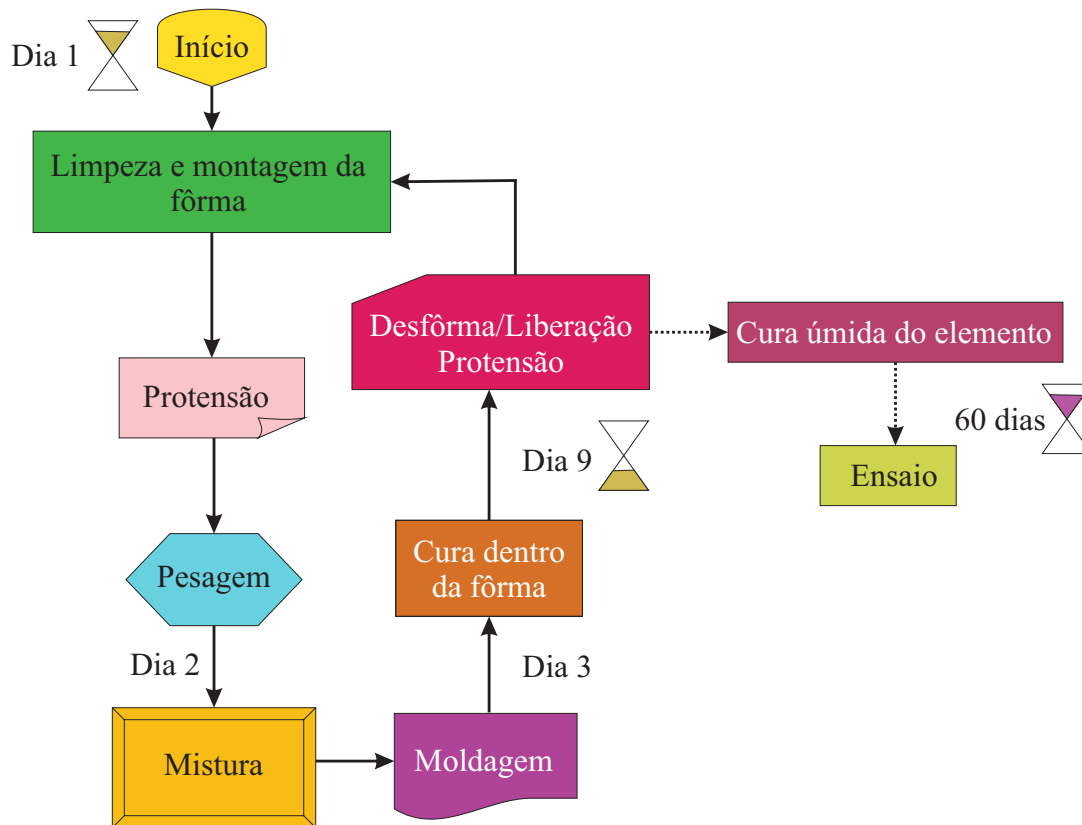 Dia 1
Início
Limpeza e montagem da
fôrma
Protensão
Pesagem
Dia 2
Mistura
Moldagem
Dia 3
Cura dentro
da fôrma
Dia 9
Desfôrma/Liberação
Protensão
Cura úmida do elemento
60 dias
Ensaio